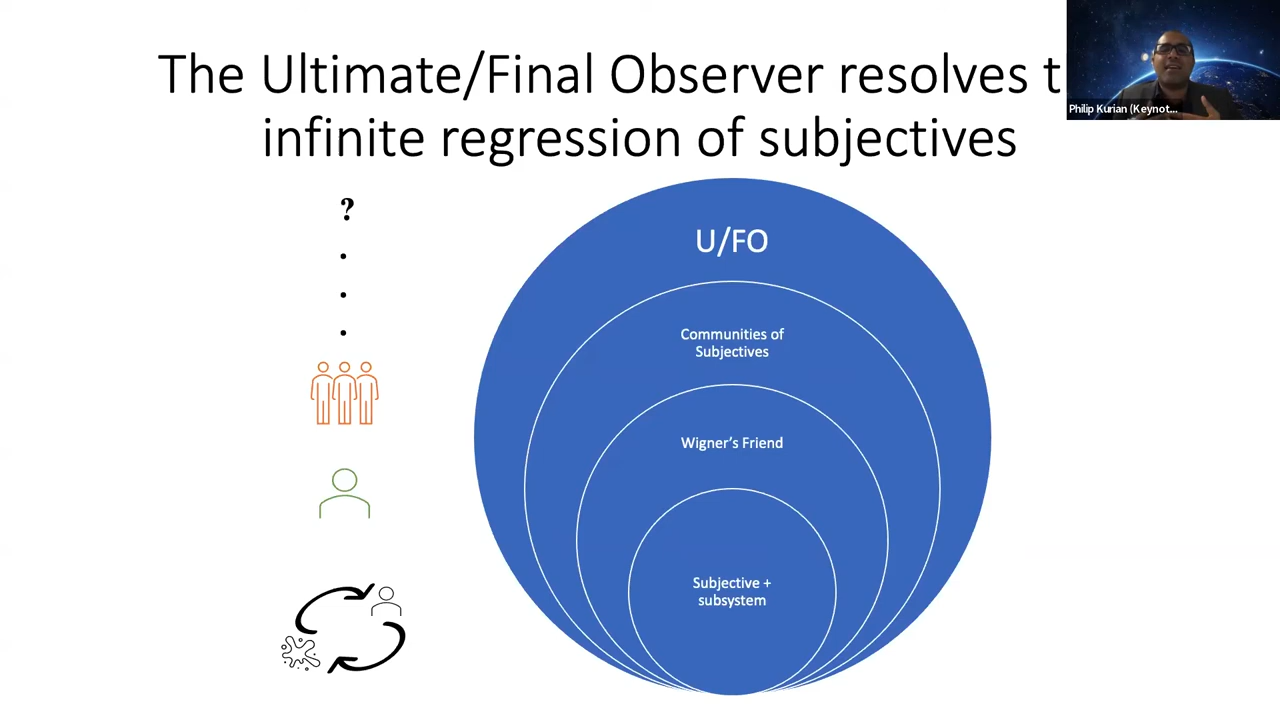 The Ultimate/Final Observer resolves t
infinite regression of subjectives
Philip Kurian (Keynot...
?
U/FO
Communities of
Subjectives
Wigner’s Friend
Subjective +
subsystem